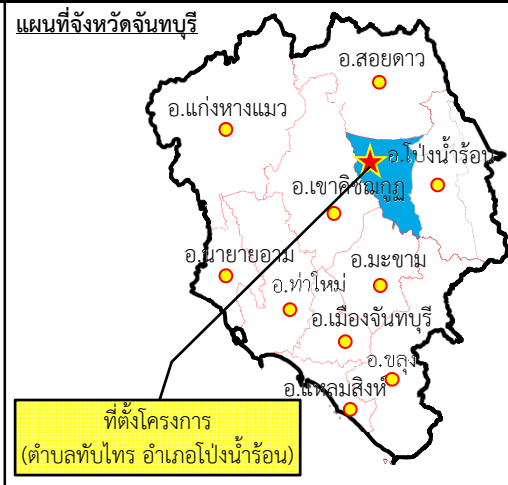 แผนที่จังหวัดจันทบุรี
อ.สอยดาว
อ.แก่งหางแมว
อ.โป่งน้ำร้อน
อ.เขาคิชฌกูฏ
อ.นายายอาม
อ.มะขาม
อ.ท่าใหม่
อ.เมืองจันทบุรี
อ.ขลุง
อ.แหลมสิงห์
ที่ตั้งโครงการ
(ตำบลทับไทร อำเภอโป่งน้ำร้อน)